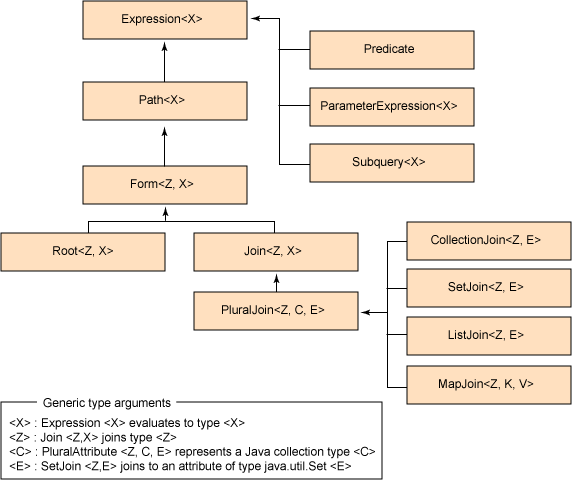 Expression<X>
Predicate
Path<X>
ParameterExpression<X>
Subquery<X>
Form<Z, X>
Root<Z, X>
Join<Z, X>
CollectionJoin<Z, E>
SetJoin<Z, E>
PluralJoin<Z, C, E>
ListJoin<Z, E>
MapJoin<Z, K, V>
Generic type arguments
<X> : Expression <X> evaluates to type <X>
<Z> : Join <Z,X> joins type <Z>
<C> : PluralAttribute <Z, C, E> represents a Java collection type <C>
<E> : SetJoin <Z,E> joins to an attribute of type java.util.Set <E>